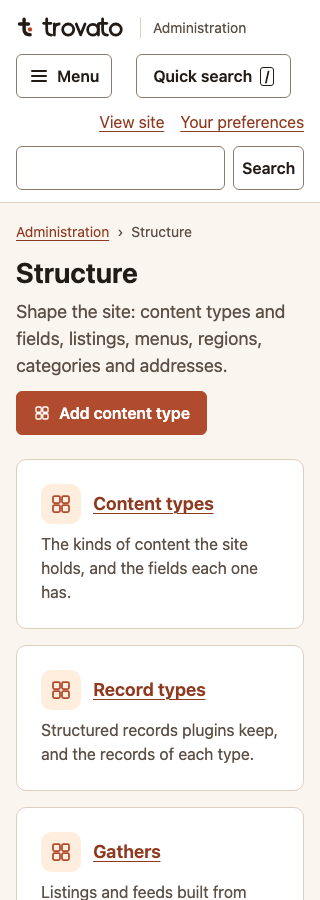 trovato Administration
Menu
Quick search /
View site Your preferences
Search
Administration › Structure
Structure
Shape the site: content types and
fields, listings, menus, regions,
categories and addresses.
Add content type
Content types
The kinds of content the site
holds, and the fields each one
has.
Record types
Structured records plugins keep,
and the records of each type.
Gathers
Listings and feeds built from